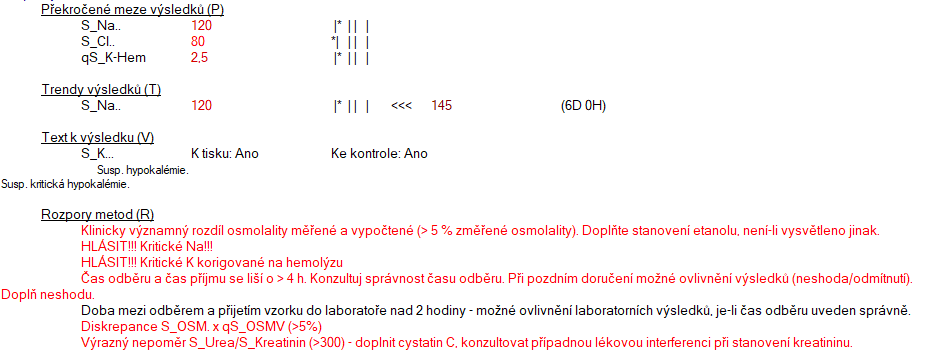 Překročené meze výsledků (P)
S_Na.. 120 |* | | |
S_Cl.. 80 *| | | |
qS_K-Hem 2,5 |* | | |
Trendy výsledků (T)
S_Na.. 120 |* | | | <<< 145 (6D 0H)
Text k výsledku (V)
S_K... K tisku: Ano Ke kontrole: Ano
Susp. hypokalémie.
Susp. kritická hypokalémie.
Rozpory metod (R)
Klinicky významný rozdíl osmolality měřené a vypočtené (> 5 % změřené osmolality). Doplňte stanovení etanolu, není-li vysvětleno jinak.
HLÁSIT!!! Kritické Na!!!
HLÁSIT!!! Kritické K korigované na hemolýzu
Čas odběru a čas příjmu se liší o > 4 h. Konzultuj správnost času odběru. Při pozdním doručení možné ovlivnění výsledků (neshoda/odmítnutí).
Doplň neshodu.
Doba mezi odběrem a přijetím vzorku do laboratoře nad 2 hodiny - možné ovlivnění laboratorních výsledků, je-li čas odběru uveden správně.
Diskrepance S_OSM. x qS_OSMV (>5%)
Výrazný nepoměr S_Urea/S_Kreatinin (>300) - doplnit cystatin C, konzultovat případnou lékovou interferenci při stanovení kreatininu.